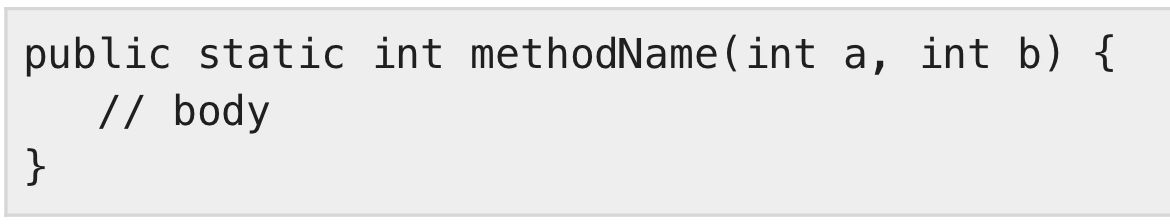 public static int methodName(int a, int b) {
   // body
}